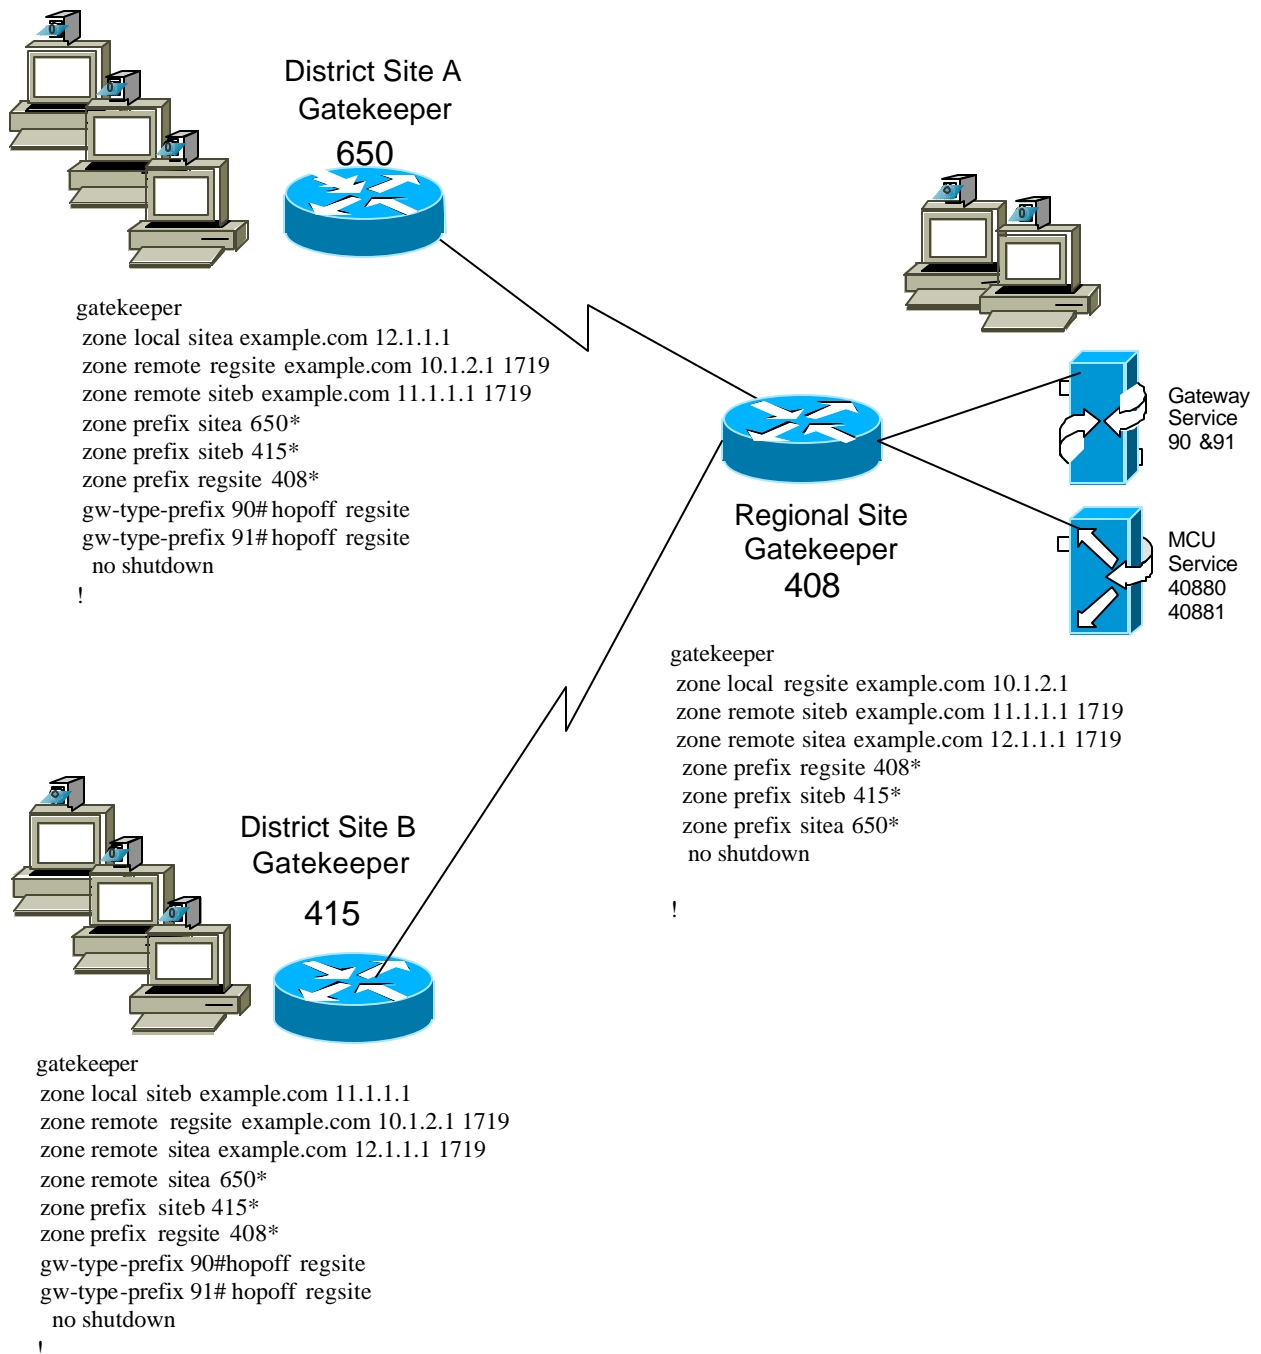 District Site A
Gatekeeper
650
gatekeeper
zone local sitea example.com 12.1.1.1
zone remote regsite example.com 10.1.2.1 1719
zone remote siteb example.com 11.1.1.1 1719
zone prefix sitea 650*
zone prefix siteb 415*
zone prefix regsite 408*
gw-type-prefix 90# hopoff regsite
gw-type-prefix 91# hopoff regsite
no shutdown
!
Gateway
Service
90 &91
Regional Site
Gatekeeper
408
MCU
Service
40880
40881
gatekeeper
zone local regsite example.com 10.1.2.1
zone remote siteb example.com 11.1.1.1 1719
zone remote sitea example.com 12.1.1.1 1719
zone prefix regsite 408*
zone prefix siteb 415*
zone prefix sitea 650*
no shutdown
!
District Site B
Gatekeeper
415
gatekeeper
zone local siteb example.com 11.1.1.1
zone remote regsite example.com 10.1.2.1 1719
zone remote sitea example.com 12.1.1.1 1719
zone remote sitea 650*
zone prefix siteb 415*
zone prefix regsite 408*
gw-type-prefix 90#hopoff regsite
gw-type-prefix 91# hopoff regsite
no shutdown
!